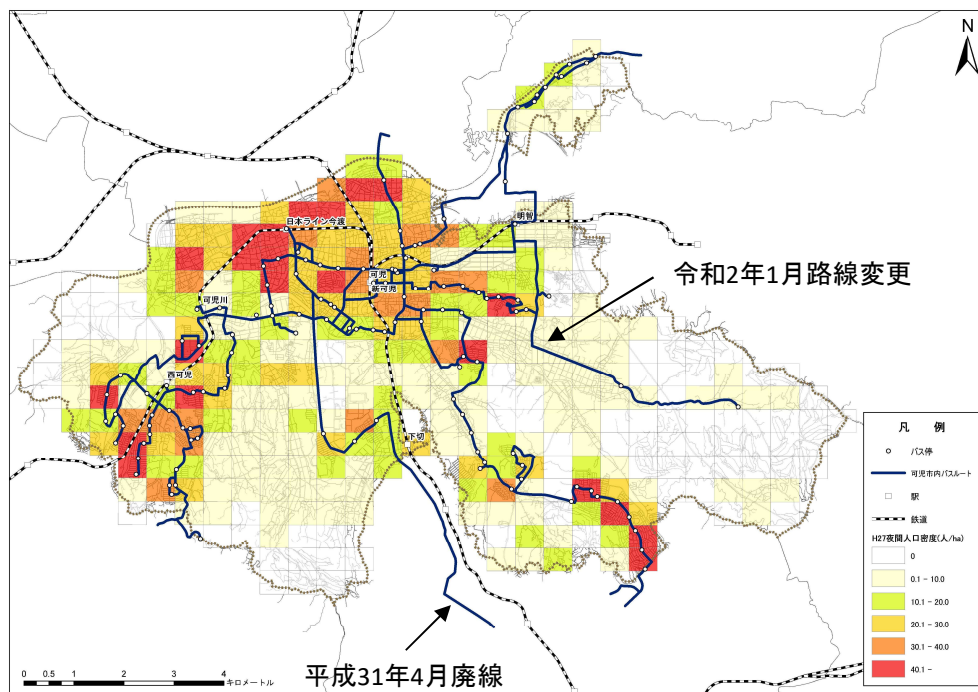 N
日本ライン今渡
明智
可児
新可児
可児川
西可児
下切
令和2年1月路線変更
平成31年4月廃線
凡 例
バス停
可児市内バスルート
駅
鉄道
H27夜間人口密度(人/ha)
0
0.1 - 10.0
10.1 - 20.0
20.1 - 30.0
30.1 - 40.0
40.1 -
0 0.5 1 2 3 4
キロメートル